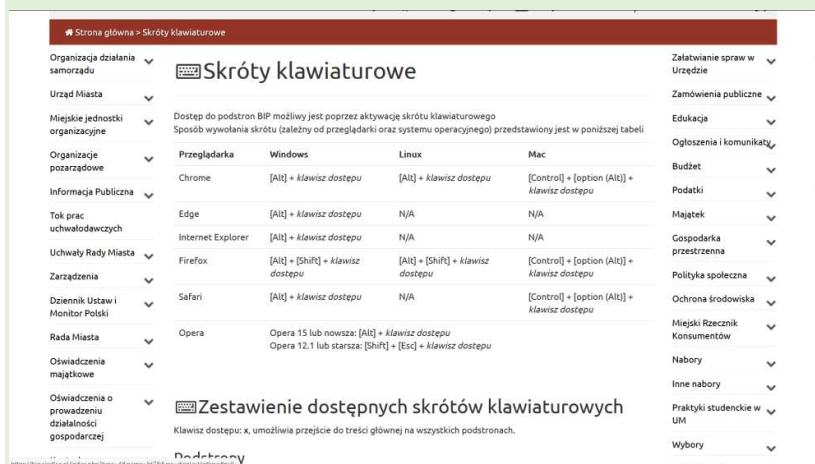 Strona główna > Skróty klawiaturowe
Organizacja działania
samorządu
Urząd Miasta
Miejskie jednostki
organizacyjne
Organizacje
pozarządowe
Informacja Publiczna
Tok prac
uchwałodawczych
Uchwały Rady Miasta
Zarządzenia
Dziennik Ustaw i
Monitor Polski
Rada Miasta
Oświadczenia
majątkowe
Oświadczenia o
prowadzeniu
działalności
gospodarczej
Skróty klawiaturowe
Dostęp do podstron BIP możliwy jest poprzez aktywację skrótu klawiaturowego
Sposób wywołania skrótu (zależny od przeglądarki oraz systemu operacyjnego) przedstawiony jest w poniższej tabeli
Przeglądarka Windows Linux Mac
Chrome [Alt] + klawisz dostępu [Alt] + klawisz dostępu [Control] + [option (Alt)] +
klawisz dostępu
Edge [Alt] + klawisz dostępu N/A N/A
Internet Explorer [Alt] + klawisz dostępu N/A N/A
Firefox [Alt] + [Shift] + klawisz [Alt] + [Shift] + klawisz [Control] + [option (Alt)] +
dostępu dostępu klawisz dostępu
Safari [Alt] + klawisz dostępu N/A [Control] + [option (Alt)] +
klawisz dostępu
Opera Opera 15 lub nowsza: [Alt] + klawisz dostępu
Opera 12.1 lub starsza: [Shift] + [Esc] + klawisz dostępu
Zestawienie dostępnych skrótów klawiaturowych
Klawisz dostępu: x, umożliwia przejście do treści głównej na wszystkich podstronach.
Podstrony
Załatwianie spraw w
Urzędzie
Zamówienia publiczne
Edukacja
Ogłoszenia i komunikaty
Budżet
Podatki
Majątek
Gospodarka
przestrzenna
Polityka społeczna
Ochrona środowiska
Miejski Rzecznik
Konsumentów
Nabory
Inne nabory
Praktyki studenckie w
UM
Wybory